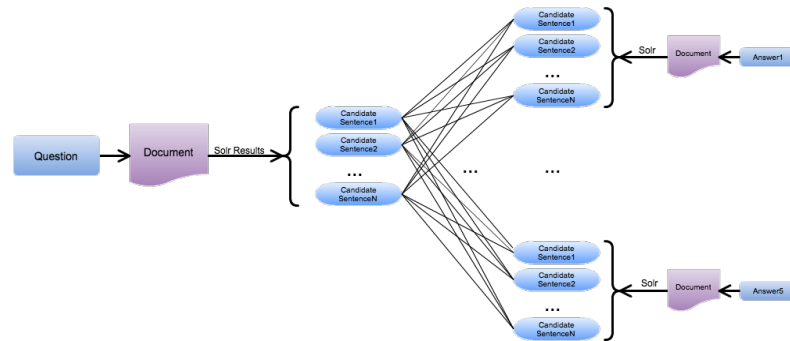 Question
Document
Solr Results
Candidate
Sentence1
Candidate
Sentence2
...
Candidate
SentenceN
Candidate
Sentence1
Candidate
Sentence2
...
Candidate
SentenceN
Solr
Document
Answer1
...
...
Candidate
Sentence1
Candidate
Sentence2
...
Candidate
SentenceN
Solr
Document
Answer5